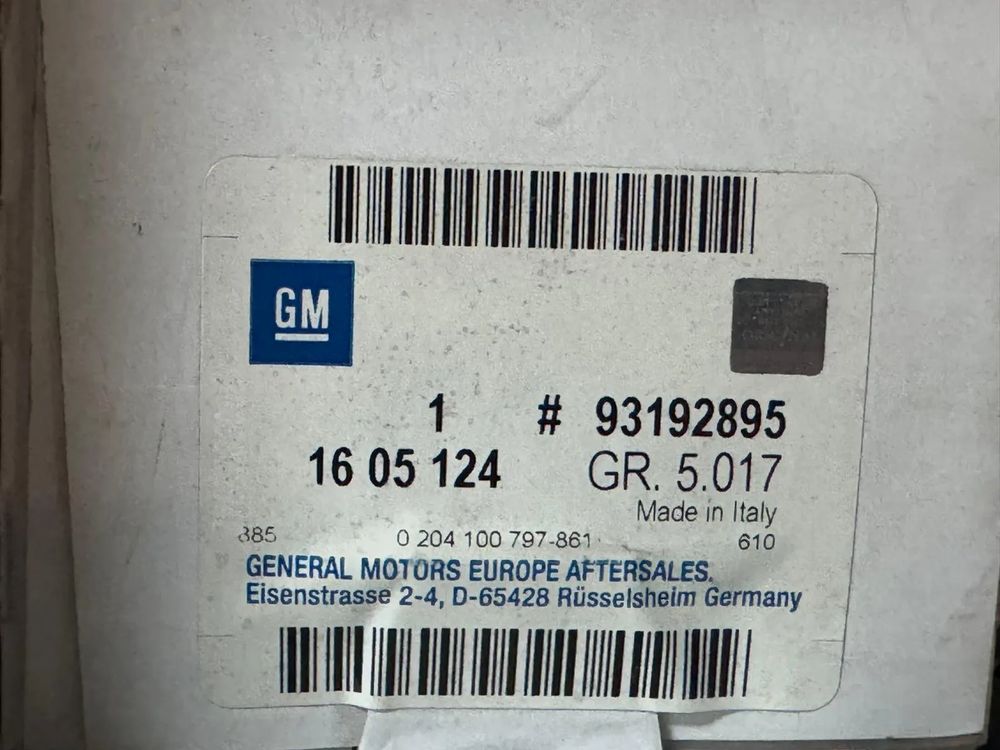 GM
1 # 93192895
16 05 124 GR. 5.017
Made in Italy
885 0 204 100 797-861 610
GENERAL MOTORS EUROPE AFTERSALES.
Eisenstrasse 2-4, D-65428 Rüsselsheim Germany